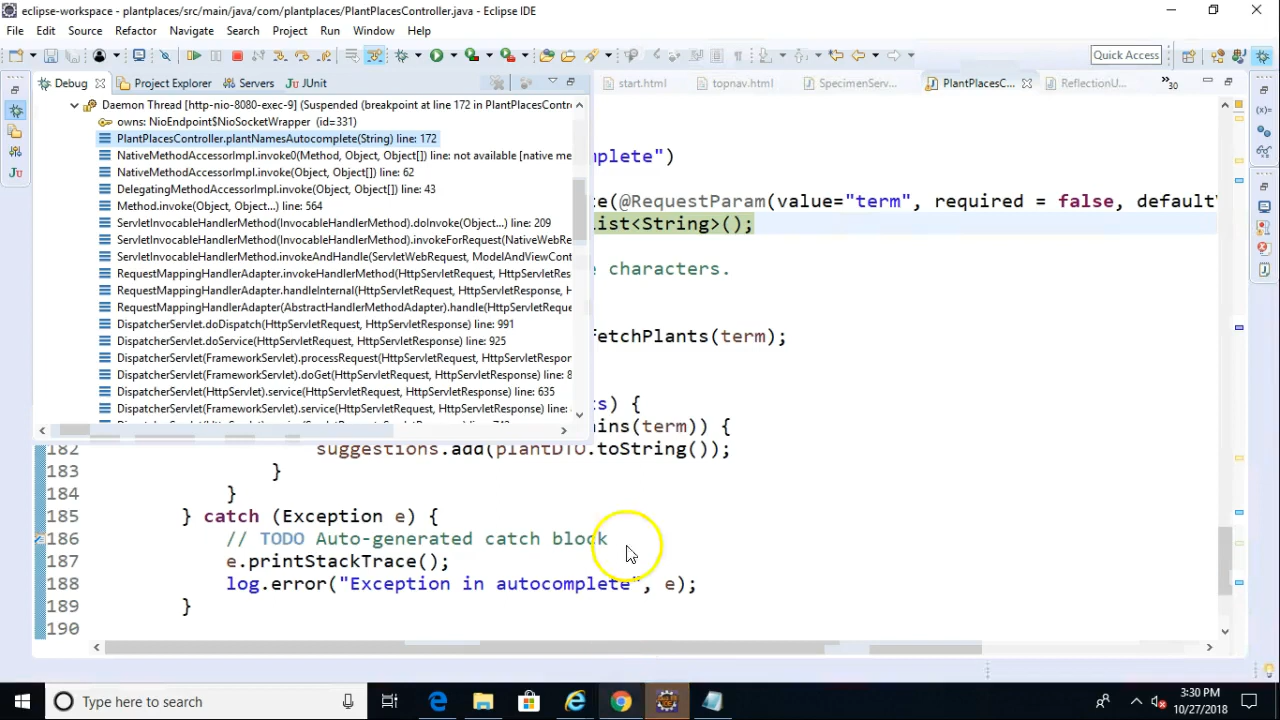 eclipse-workspace - plantplaces/src/main/java/com/plantplaces/PlantPlacesController.java - Eclipse IDE
File Edit Source Refactor Navigate Search Project Run Window Help
Quick Access
Debug Project Explorer Servers JUnit
start.html topnav.html SpecimenServ... PlantPlacesC... ReflectionU... »30
Daemon Thread [http-nio-8080-exec-9] (Suspended (breakpoint at line 172 in PlantPlacesContro
owns: NioEndpoint$NioSocketWrapper (id=331)
PlantPlacesController.plantNamesAutocomplete(String) line: 172
NativeMethodAccessorImpl.invoke0(Method, Object, Object[]) line: not available [native me
NativeMethodAccessorImpl.invoke(Object, Object[]) line: 62
DelegatingMethodAccessorImpl.invoke(Object, Object[]) line: 43
Method.invoke(Object, Object...) line: 564
ServletInvocableHandlerMethod(InvocableHandlerMethod).doInvoke(Object...) line: 209
ServletInvocableHandlerMethod(InvocableHandlerMethod).invokeForRequest(NativeWebRe
ServletInvocableHandlerMethod.invokeAndHandle(ServletWebRequest, ModelAndViewCont
RequestMappingHandlerAdapter.invokeHandlerMethod(HttpServletRequest, HttpServletRes
RequestMappingHandlerAdapter.handleInternal(HttpServletRequest, HttpServletResponse, H
RequestMappingHandlerAdapter(AbstractHandlerMethodAdapter).handle(HttpServletReque
DispatcherServlet.doDispatch(HttpServletRequest, HttpServletResponse) line: 991
DispatcherServlet.doService(HttpServletRequest, HttpServletResponse) line: 925
DispatcherServlet(FrameworkServlet).processRequest(HttpServletRequest, HttpServletRespon
DispatcherServlet(FrameworkServlet).doGet(HttpServletRequest, HttpServletResponse) line: 8
DispatcherServlet(HttpServlet).service(HttpServletRequest, HttpServletResponse) line: 635
DispatcherServlet(FrameworkServlet).service(HttpServletRequest, HttpServletResponse) line:
mplete")
te(@RequestParam(value="term", required = false, default
ist<String>();
e characters.
fetchPlants(term);
ts) {
ins(term)) {
182 suggestions.add(plantDTO.toString());
183 }
184 }
185 } catch (Exception e) {
186 // TODO Auto-generated catch block
187 e.printStackTrace();
188 log.error("Exception in autocomplete", e);
189 }
190
Type here to search
3:30 PM
10/27/2018